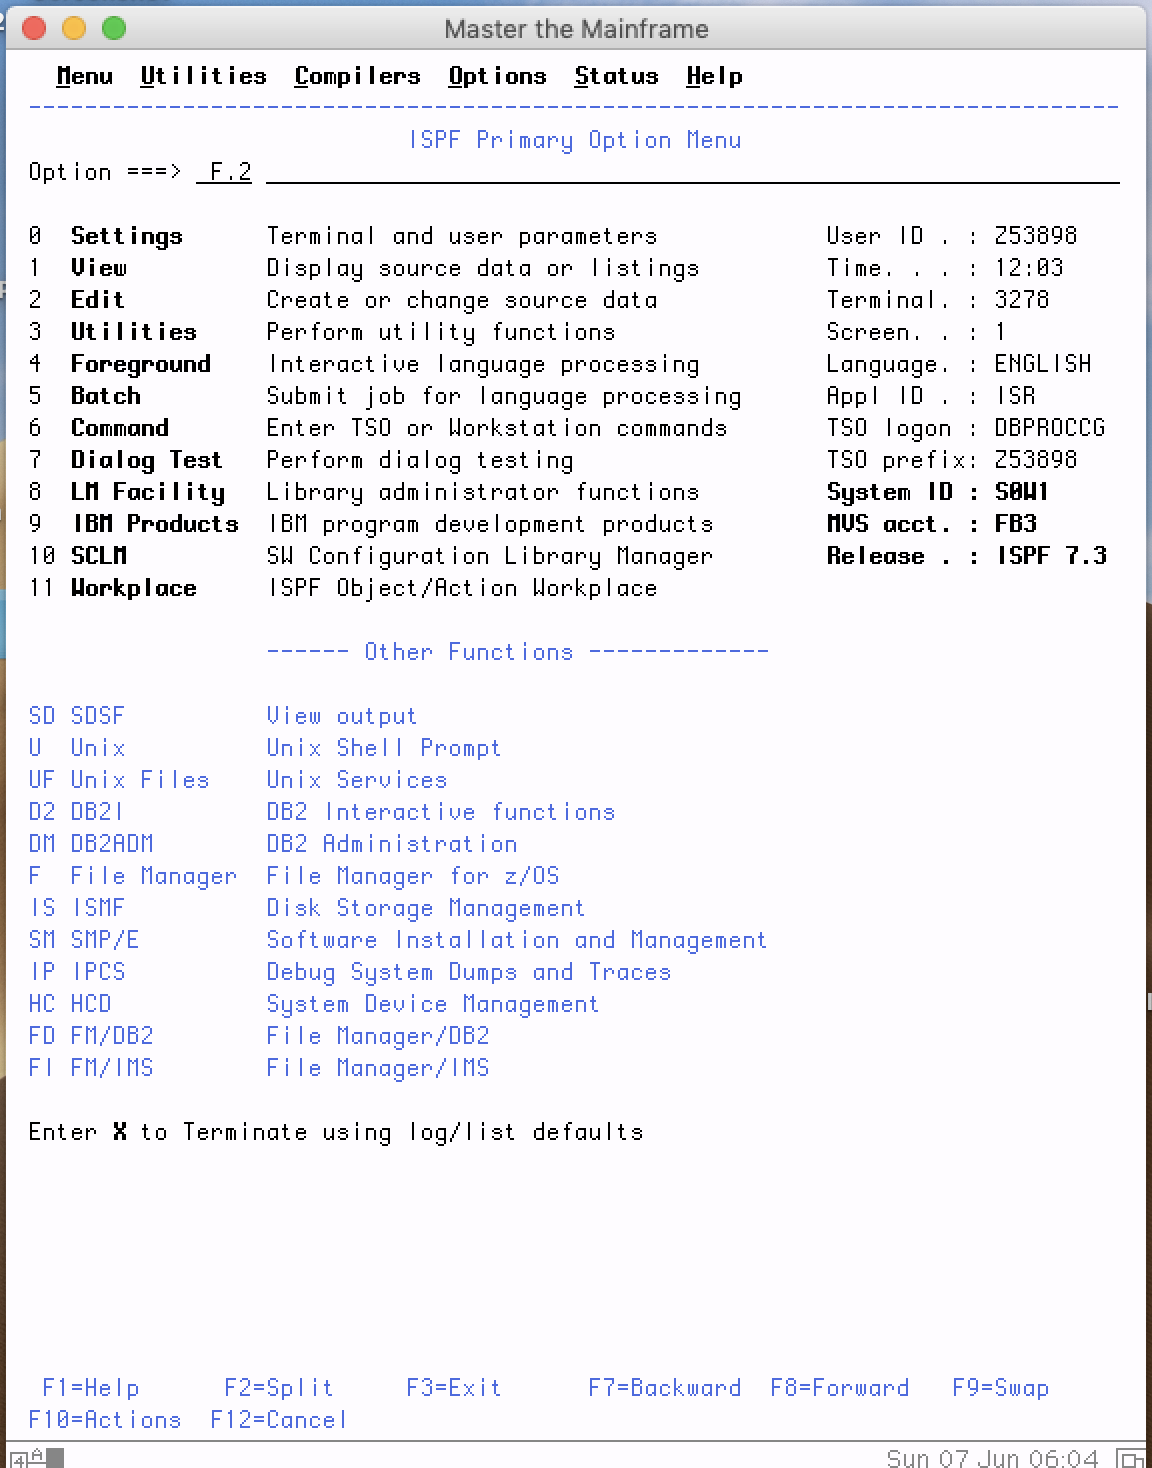 Master the Mainframe
Menu Utilities Compilers Options Status Help
------------------------------------------------------------------------------
ISPF Primary Option Menu
Option ===> F.2
0 Settings Terminal and user parameters User ID . : Z53898
1 View Display source data or listings Time. . . : 12:03
2 Edit Create or change source data Terminal. : 3278
3 Utilities Perform utility functions Screen. . : 1
4 Foreground Interactive language processing Language. : ENGLISH
5 Batch Submit job for language processing Appl ID . : ISR
6 Command Enter TSO or Workstation commands TSO logon : DBPROCCG
7 Dialog Test Perform dialog testing TSO prefix: Z53898
8 LM Facility Library administrator functions System ID : S0W1
9 IBM Products IBM program development products MVS acct. : FB3
10 SCLM SW Configuration Library Manager Release . : ISPF 7.3
11 Workplace ISPF Object/Action Workplace
------ Other Functions -------------
SD SDSF View output
U Unix Unix Shell Prompt
UF Unix Files Unix Services
D2 DB2I DB2 Interactive functions
DM DB2ADM DB2 Administration
F File Manager File Manager for z/OS
IS ISMF Disk Storage Management
SM SMP/E Software Installation and Management
IP IPCS Debug System Dumps and Traces
HC HCD System Device Management
FD FM/DB2 File Manager/DB2
FI FM/IMS File Manager/IMS
Enter X to Terminate using log/list defaults
F1=Help F2=Split F3=Exit F7=Backward F8=Forward F9=Swap
F10=Actions F12=Cancel
4A Sun 07 Jun 06:04